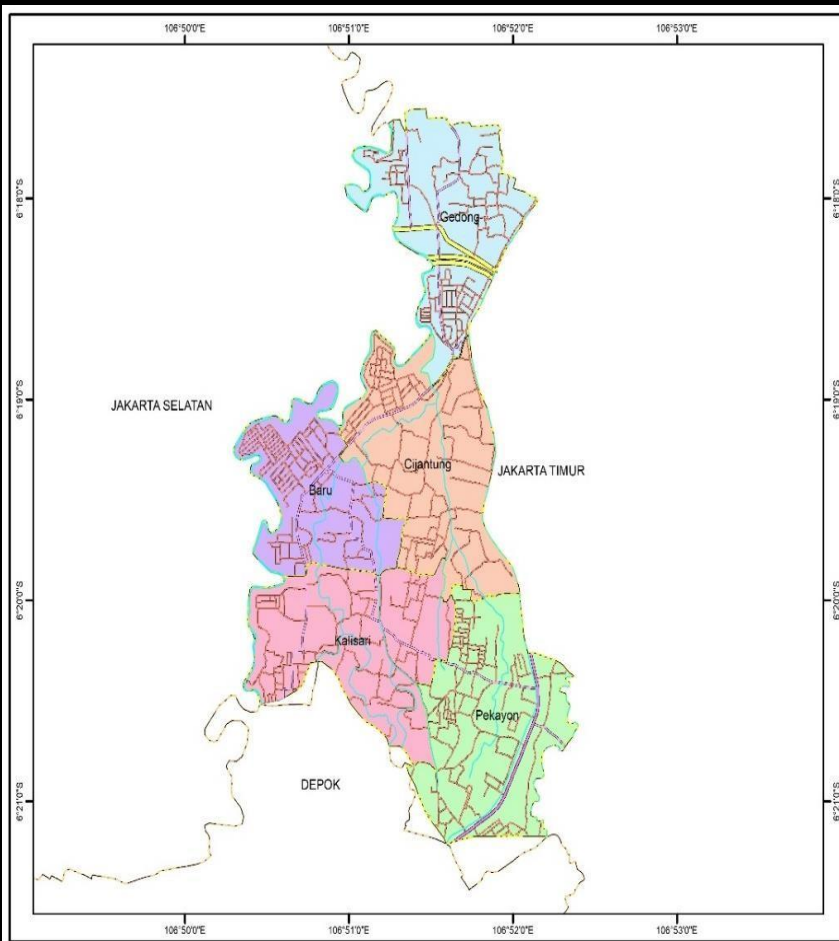 106°50'0"E 106°51'0"E 106°52'0"E 106°53'0"E
6°18'0"S 6°18'0"S
Gedong
6°19'0"S 6°19'0"S
JAKARTA SELATAN
Cijantung
JAKARTA TIMUR
Baru
6°20'0"S 6°20'0"S
Kalisari
Pekayon
DEPOK
6°21'0"S 6°21'0"S
106°50'0"E 106°51'0"E 106°52'0"E 106°53'0"E